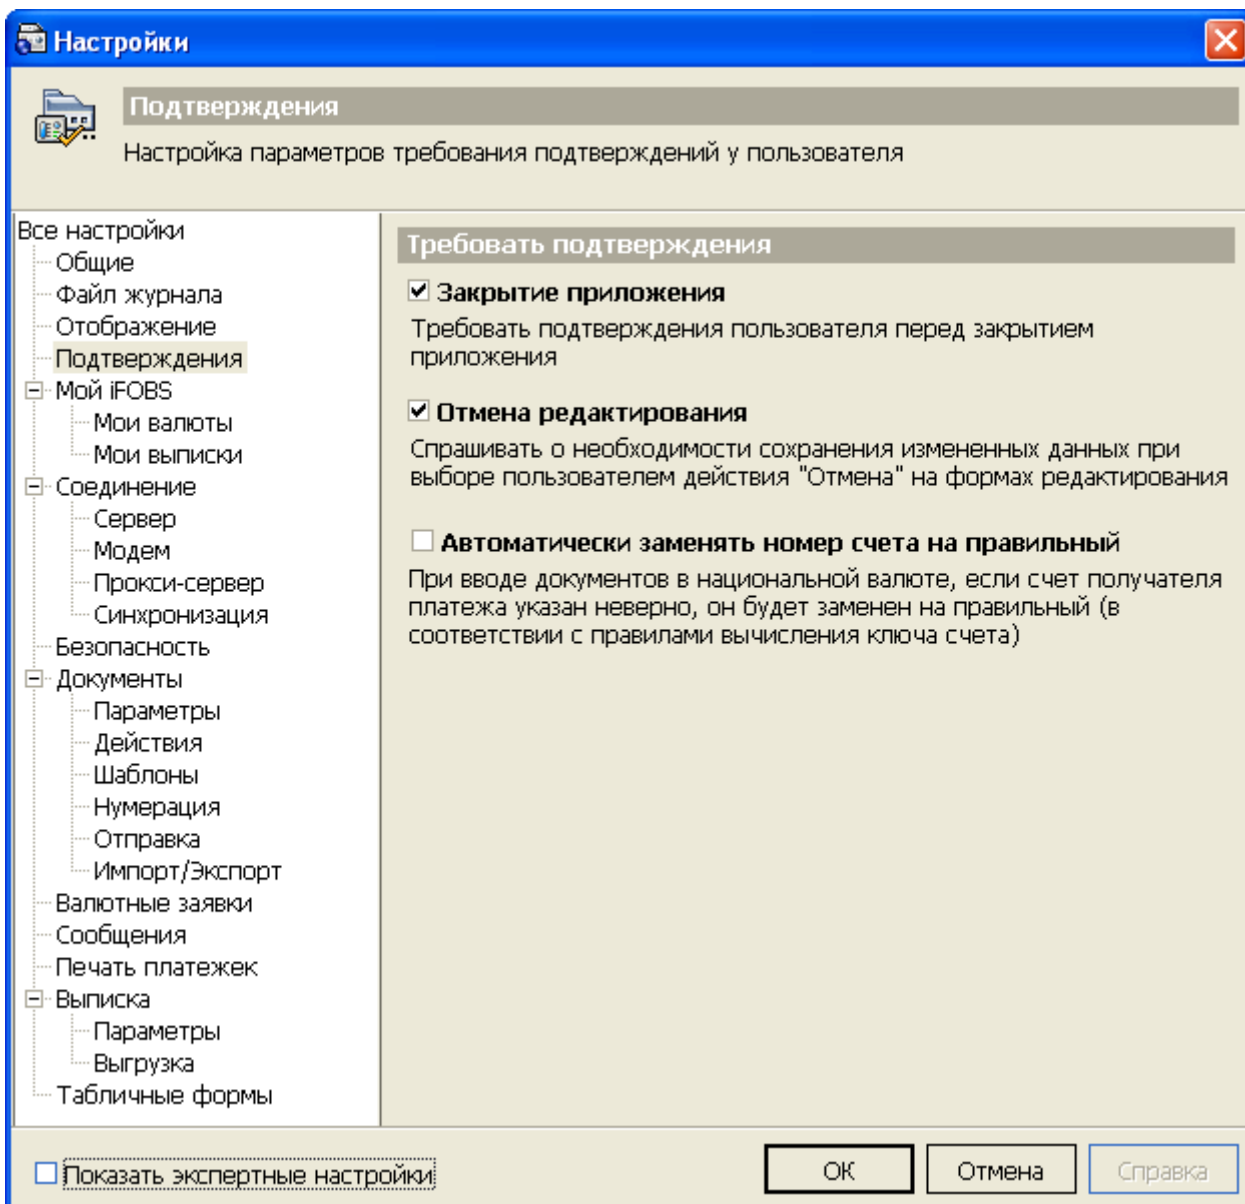 Настройки
Подтверждения
Настройка параметров требования подтверждений у пользователя
Все настройки
Общие
Файл журнала
Отображение
Подтверждения
Мой iFOBS
Мои валюты
Мои выписки
Соединение
Сервер
Модем
Прокси-сервер
Синхронизация
Безопасность
Документы
Параметры
Действия
Шаблоны
Нумерация
Отправка
Импорт/Экспорт
Валютные заявки
Сообщения
Печать платежек
Выписка
Параметры
Выгрузка
Табличные формы
Требовать подтверждения
Закрытие приложения
Требовать подтверждения пользователя перед закрытием
приложения
Отмена редактирования
Спрашивать о необходимости сохранения измененных данных при
выборе пользователем действия "Отмена" на формах редактирования
Автоматически заменять номер счета на правильный
При вводе документов в национальной валюте, если счет получателя
платежа указан неверно, он будет заменен на правильный (в
соответствии с правилами вычисления ключа счета)
Показать экспертные настройки
ОК
Отмена
Справка